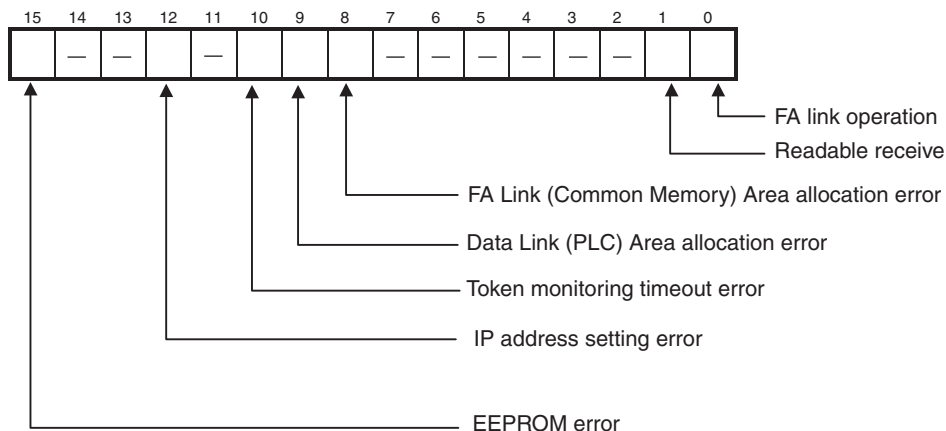 15 14 13 12 11 10 9 8 7 6 5 4 3 2 1 0
— — — — — — — — —
FA link operation
Readable receive
FA Link (Common Memory) Area allocation error
Data Link (PLC) Area allocation error
Token monitoring timeout error
IP address setting error
EEPROM error